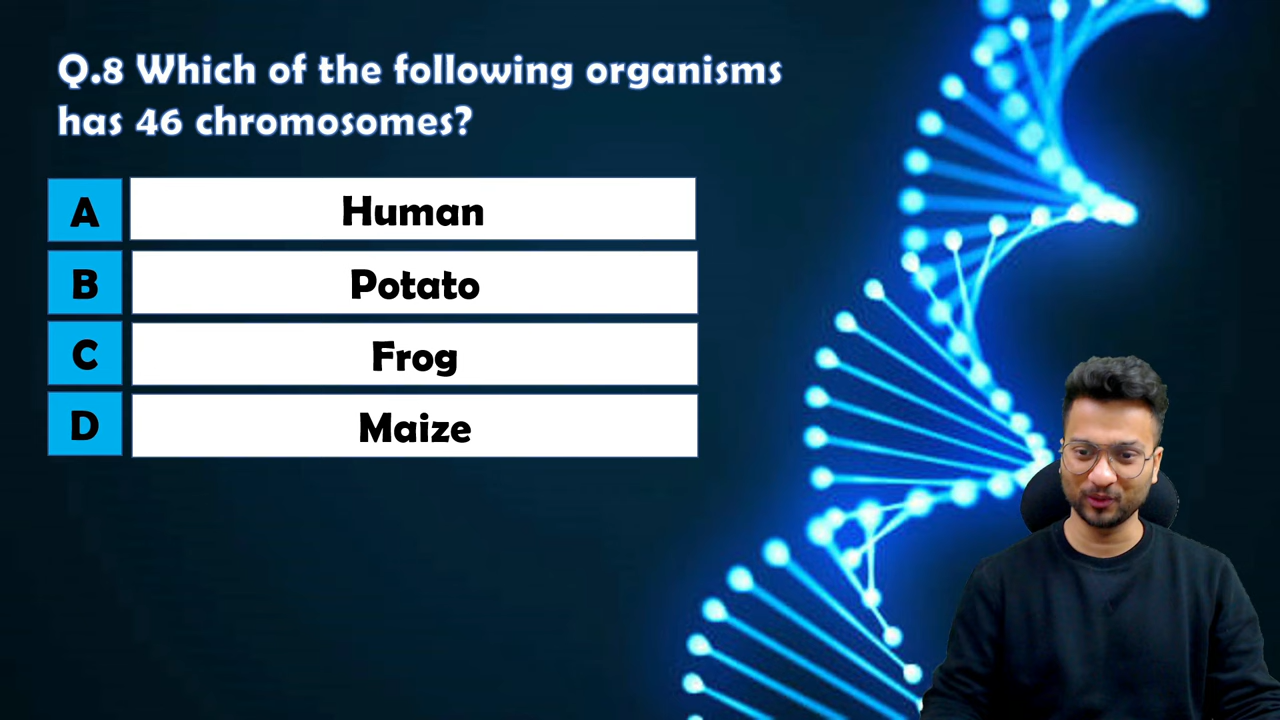 Q.8 Which of the following organisms
has 46 chromosomes?
A Human
B Potato
C Frog
D Maize